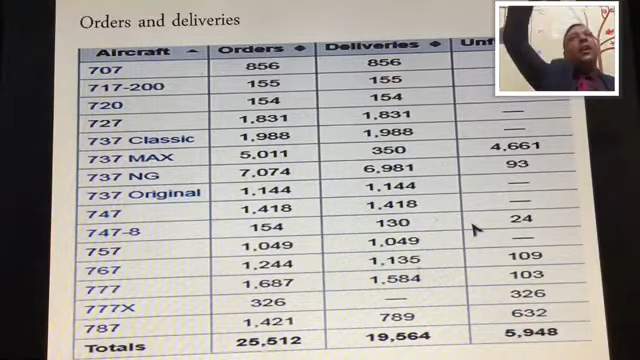 Orders and deliveries
Aircraft Orders Deliveries
707 856 856
717-200 155 155
720 154 154
727 1,831 1,831 —
737 Classic 1,988 1,988 —
737 MAX 5,011 350 4,661
737 NG 7,074 6,981 93
737 Original 1,144 1,144 —
747 1,418 1,418 —
747-8 154 130 24
757 1,049 1,049 —
767 1,244 1,135 109
777 1,687 1,584 103
777X 326 — 326
787 1,421 789 632
Totals 25,512 19,564 5,948